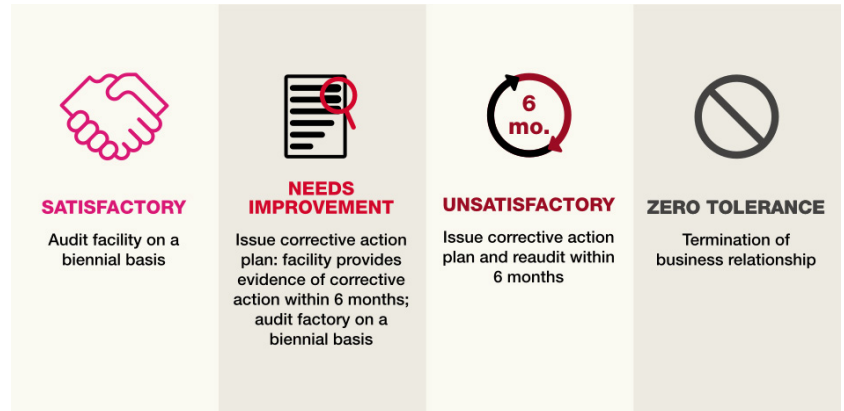 SATISFACTORY
Audit facility on a
biennial basis
NEEDS
IMPROVEMENT
Issue corrective action
plan: facility provides
evidence of corrective
action within 6 months;
audit factory on a
biennial basis
6
mo.
UNSATISFACTORY
Issue corrective action
plan and reaudit within
6 months
ZERO TOLERANCE
Termination of
business relationship